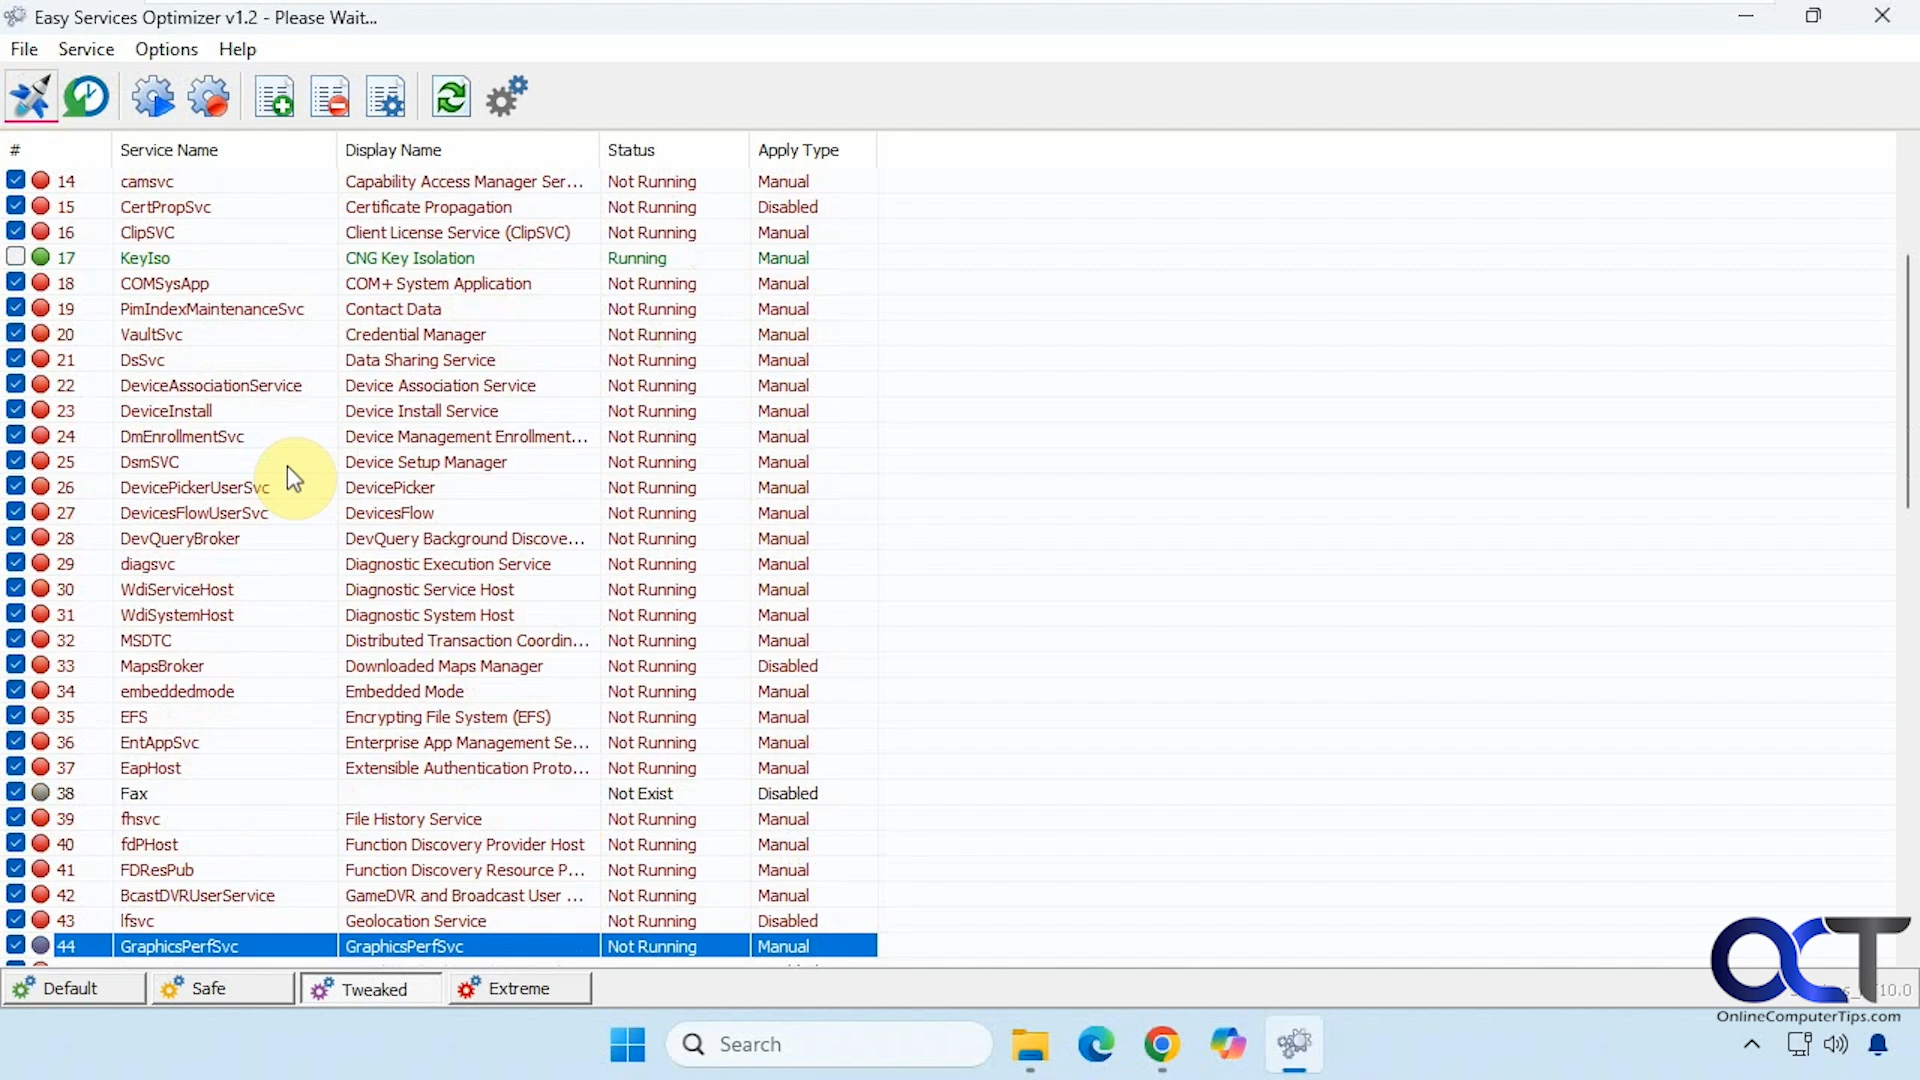 Easy Services Optimizer v1.2 - Please Wait...
File Service Options Help
# Service Name Display Name Status Apply Type
14 camsvc Capability Access Manager Ser... Not Running Manual
15 CertPropSvc Certificate Propagation Not Running Disabled
16 ClipSVC Client License Service (ClipSVC) Not Running Manual
17 KeyIso CNG Key Isolation Running Manual
18 COMSysApp COM+ System Application Not Running Manual
19 PimIndexMaintenanceSvc Contact Data Not Running Manual
20 VaultSvc Credential Manager Not Running Manual
21 DsSvc Data Sharing Service Not Running Manual
22 DeviceAssociationService Device Association Service Not Running Manual
23 DeviceInstall Device Install Service Not Running Manual
24 DmEnrollmentSvc Device Management Enrollment... Not Running Manual
25 DsmSVC Device Setup Manager Not Running Manual
26 DevicePickerUserSvc DevicePicker Not Running Manual
27 DevicesFlowUserSvc DevicesFlow Not Running Manual
28 DevQueryBroker DevQuery Background Discove... Not Running Manual
29 diagsvc Diagnostic Execution Service Not Running Manual
30 WdiServiceHost Diagnostic Service Host Not Running Manual
31 WdiSystemHost Diagnostic System Host Not Running Manual
32 MSDTC Distributed Transaction Coordin... Not Running Manual
33 MapsBroker Downloaded Maps Manager Not Running Disabled
34 embeddedmode Embedded Mode Not Running Manual
35 EFS Encrypting File System (EFS) Not Running Manual
36 EntAppSvc Enterprise App Management Se... Not Running Manual
37 EapHost Extensible Authentication Proto... Not Running Manual
38 Fax Not Exist Disabled
39 fhsvc File History Service Not Running Manual
40 fdPHost Function Discovery Provider Host Not Running Manual
41 FDResPub Function Discovery Resource P... Not Running Manual
42 BcastDVRUserService GameDVR and Broadcast User ... Not Running Manual
43 lfsvc Geolocation Service Not Running Disabled
44 GraphicsPerfSvc GraphicsPerfSvc Not Running Manual
Default Safe Tweaked Extreme
OCT
OnlineComputerTips.com
Search